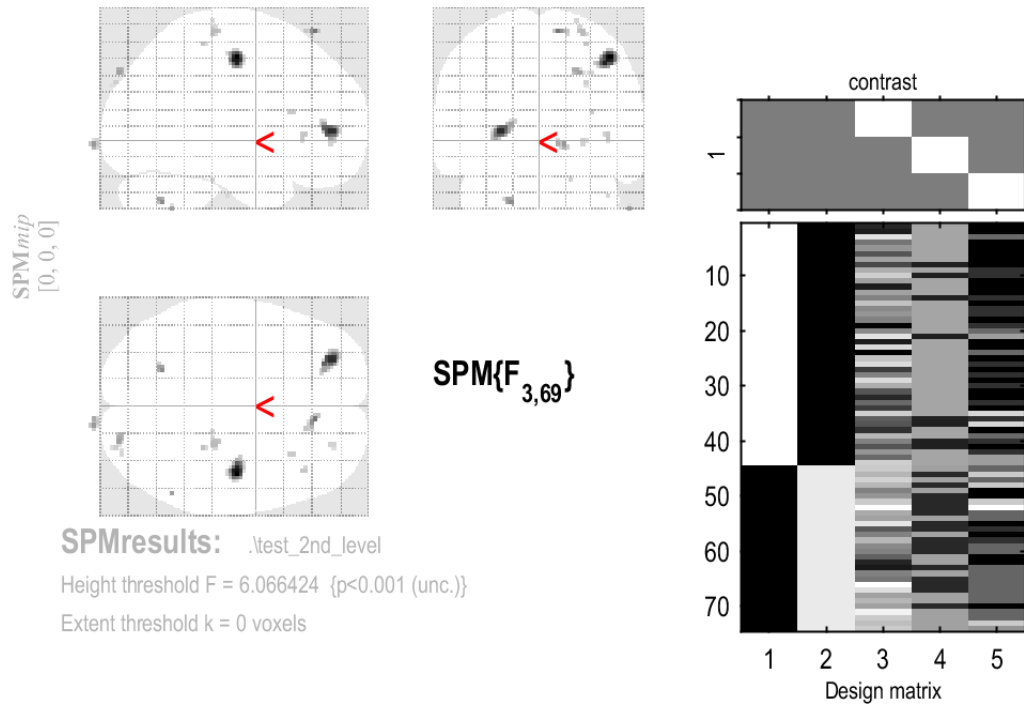 SPMmip
[0, 0, 0]
<
<
<
SPM{F3,69}
SPMresults: .\test_2nd_level
Height threshold F = 6.066424 {p<0.001 (unc.)}
Extent threshold k = 0 voxels
contrast
1
10
20
30
40
50
60
70
1 2 3 4 5
Design matrix